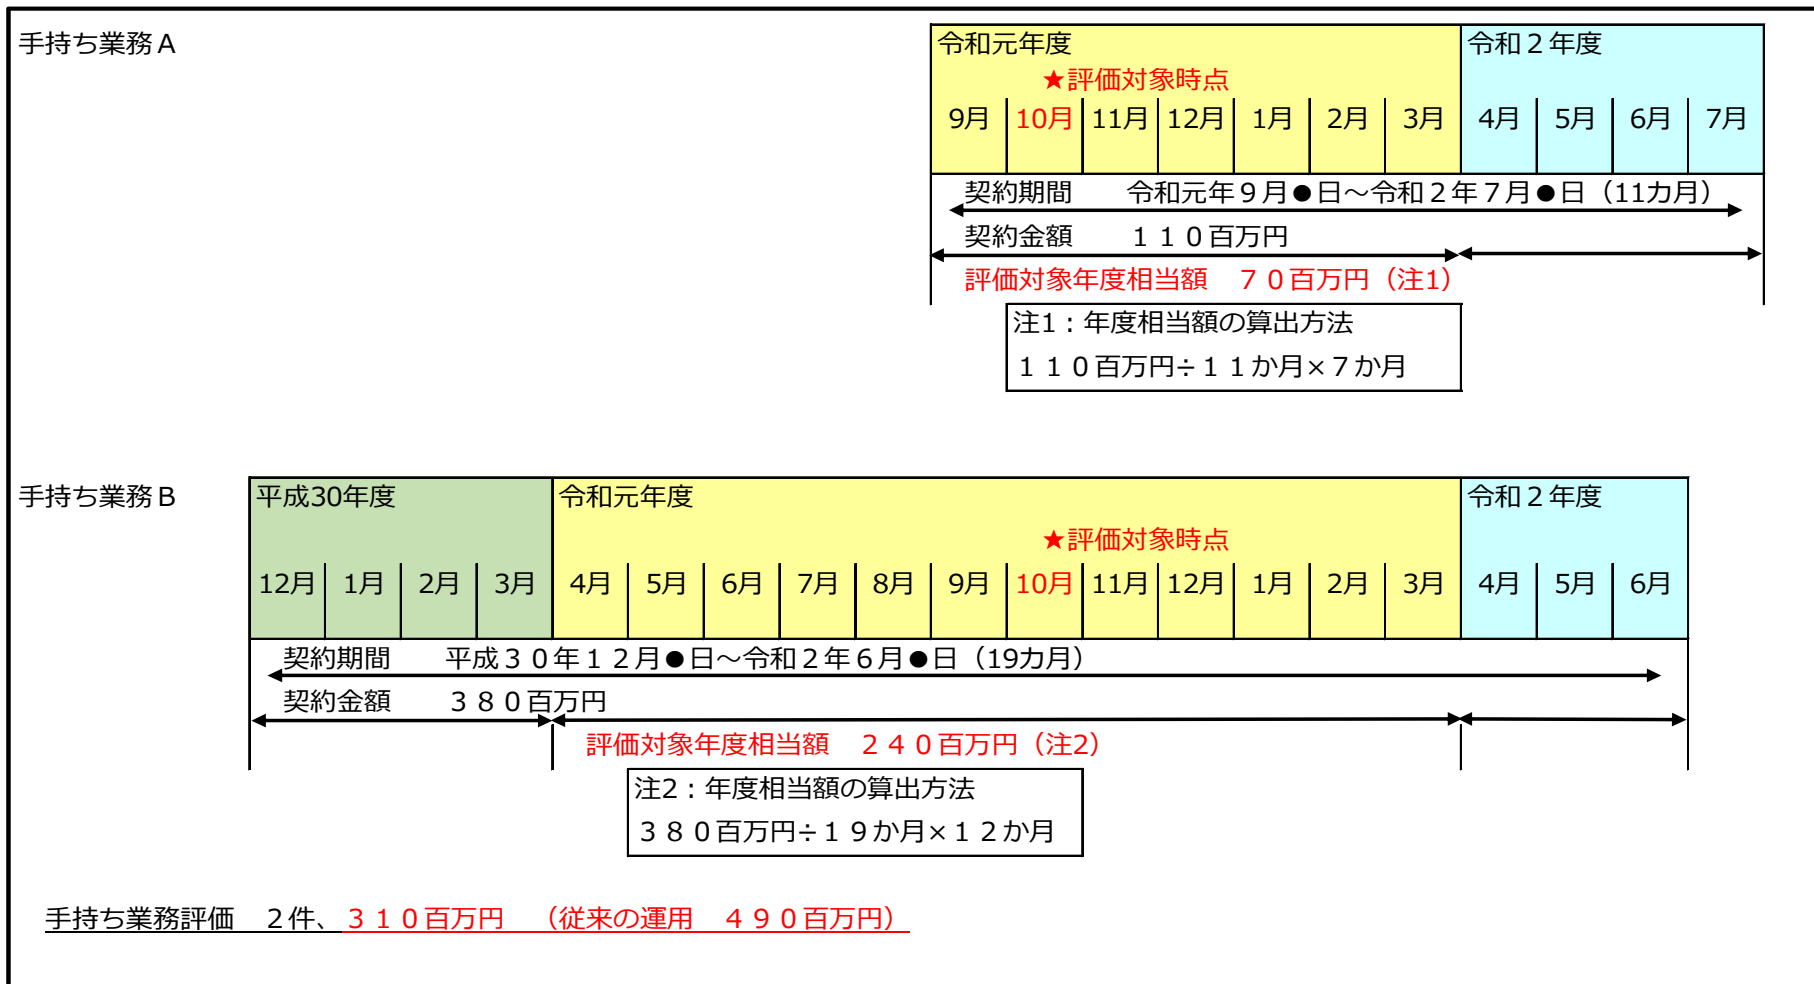 手持ち業務Ａ
令和元年度 令和２年度
★評価対象時点
9月 10月 11月 12月 1月 2月 3月 4月 5月 6月 7月
契約期間　　令和元年９月●日～令和２年７月●日（11カ月）
契約金額　　１１０百万円
評価対象年度相当額　７０百万円（注1）
注1：年度相当額の算出方法
１１０百万円÷１１か月×７か月
手持ち業務Ｂ
平成30年度 令和元年度 令和２年度
★評価対象時点
12月 1月 2月 3月 4月 5月 6月 7月 8月 9月 10月 11月 12月 1月 2月 3月 4月 5月 6月
契約期間　　平成３０年１２月●日～令和２年６月●日（19カ月）
契約金額　　３８０百万円
評価対象年度相当額　２４０百万円（注2）
注2：年度相当額の算出方法
３８０百万円÷１９か月×１２か月
手持ち業務評価　２件、３１０百万円　（従来の運用　４９０百万円）